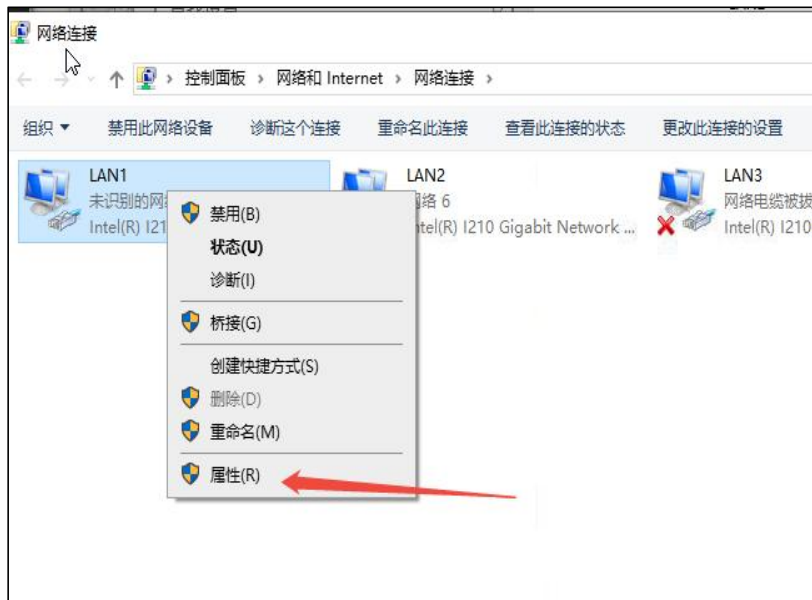 网络连接
控制面板 › 网络和 Internet › 网络连接 ›
组织 禁用此网络设备 诊断这个连接 重命名此连接 查看此连接的状态 更改此连接的设置
LAN1
未识别的网
Intel(R) I21
LAN2
网络 6
ntel(R) I210 Gigabit Network ...
LAN3
网络电缆被拔
Intel(R) I210
禁用(B)
状态(U)
诊断(I)
桥接(G)
创建快捷方式(S)
删除(D)
重命名(M)
属性(R)